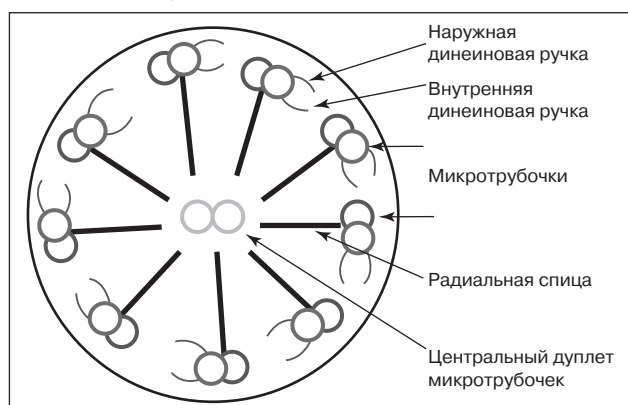 Наружная
динеиновая ручка
Внутренняя
динеиновая ручка
Микротрубочки
Радиальная спица
Центральный дуплет
микротрубочек